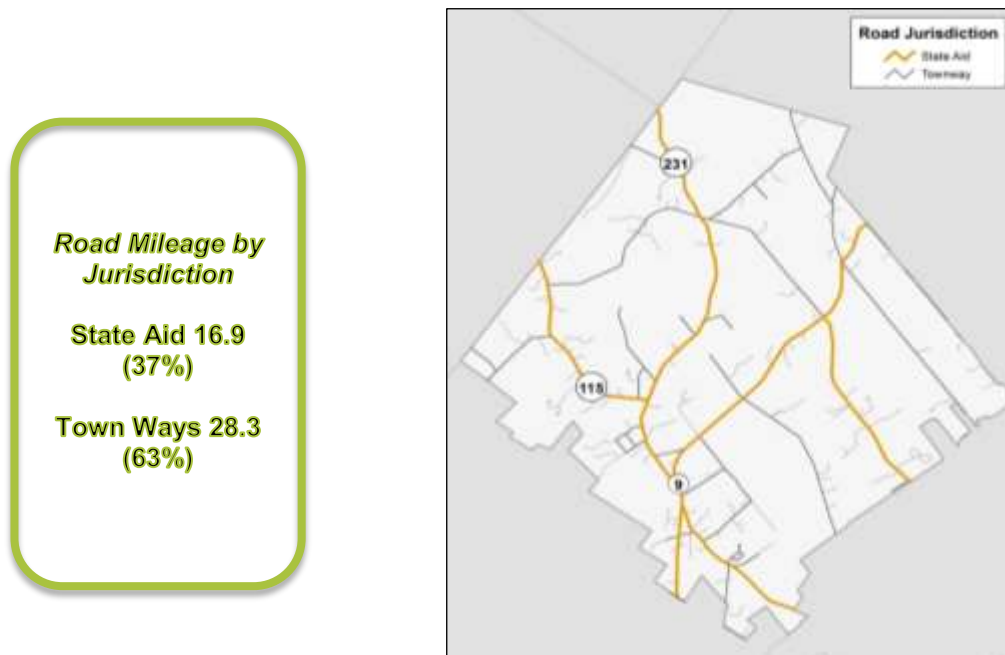 Road Mileage by
Jurisdiction
State Aid 16.9
(37%)
Town Ways 28.3
(63%)
Road Jurisdiction
State Aid
Townway
231
115
9